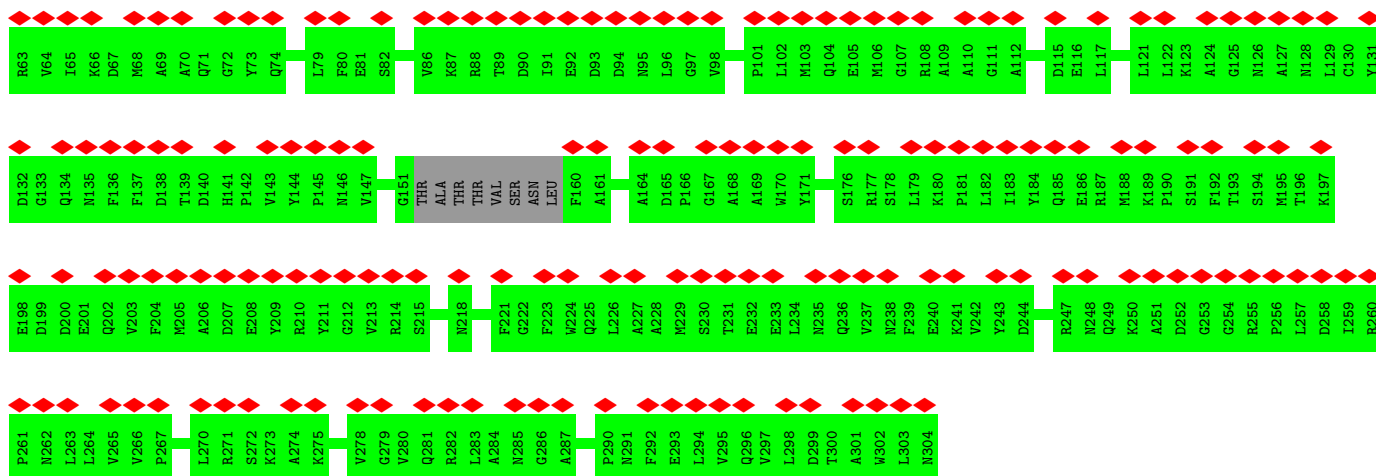 R63 V64 I65 K66 D67 M68 A69 A70 Q71 G72 Y73 Q74 L79 F80 E81 S82 V86 K87 R88 T89 D90 I91 E92 D93 D94 N95 L96 G97 V98 P101 L102 M103 Q104 E105 M106 G107 R108 A109 A110 G111 A112 D115 E116 L117 L121 L122 K123 A124 G125 N126 A127 N128 L129 C130 Y131
D132 G133 Q134 N135 F136 F137 D138 T139 D140 H141 P142 V143 Y144 P145 N146 V147 G151 THR ALA THR THR VAL SER ASN LEU F160 A161 A164 D165 P166 G167 A168 A169 W170 Y171 S176 R177 S178 L179 K180 P181 L182 I183 Y184 Q185 E186 R187 M188 K189 P190 S191 F192 T193 S194 M195 T196 K197
E198 D199 D200 E201 Q202 V203 F204 M205 A206 D207 E208 Y209 R210 Y211 G212 V213 R214 S215 N218 F221 G222 F223 W224 Q225 L226 A227 A228 M229 S230 T231 E232 E233 L234 N235 Q236 V237 N238 F239 E240 K241 V242 Y243 D244 R247 N248 Q249 K250 A251 D252 G253 G254 R255 P256 L257 D258 I259 R260
P261 N262 L263 L264 V265 V266 P267 L270 R271 S272 K273 A274 K275 V278 G279 V280 Q281 R282 L283 A284 N285 G286 A287 P290 N291 F292 E293 L294 V295 Q296 V297 L298 D299 T300 A301 W302 L303 N304